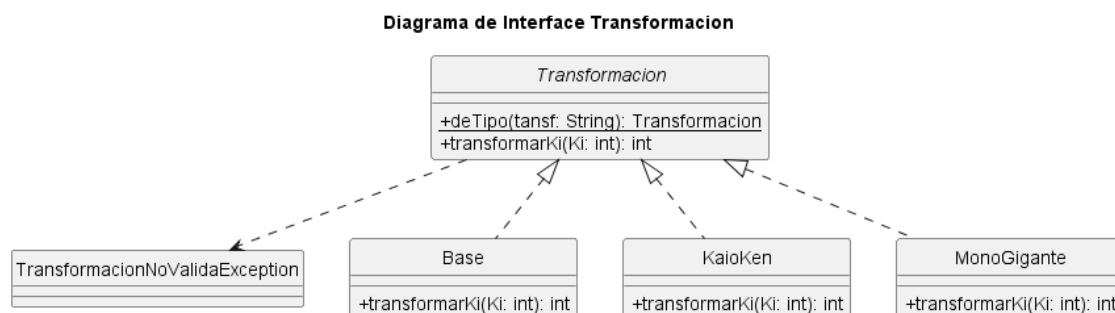 Diagrama de Interface Transformacion
Transformacion
+deTipo(tansf: String): Transformacion
+transformarKi(Ki: int): int
TransformacionNoValidaException
Base
+transformarKi(Ki: int): int
KaioKen
+transformarKi(Ki: int): int
MonoGigante
+transformarKi(Ki: int): int